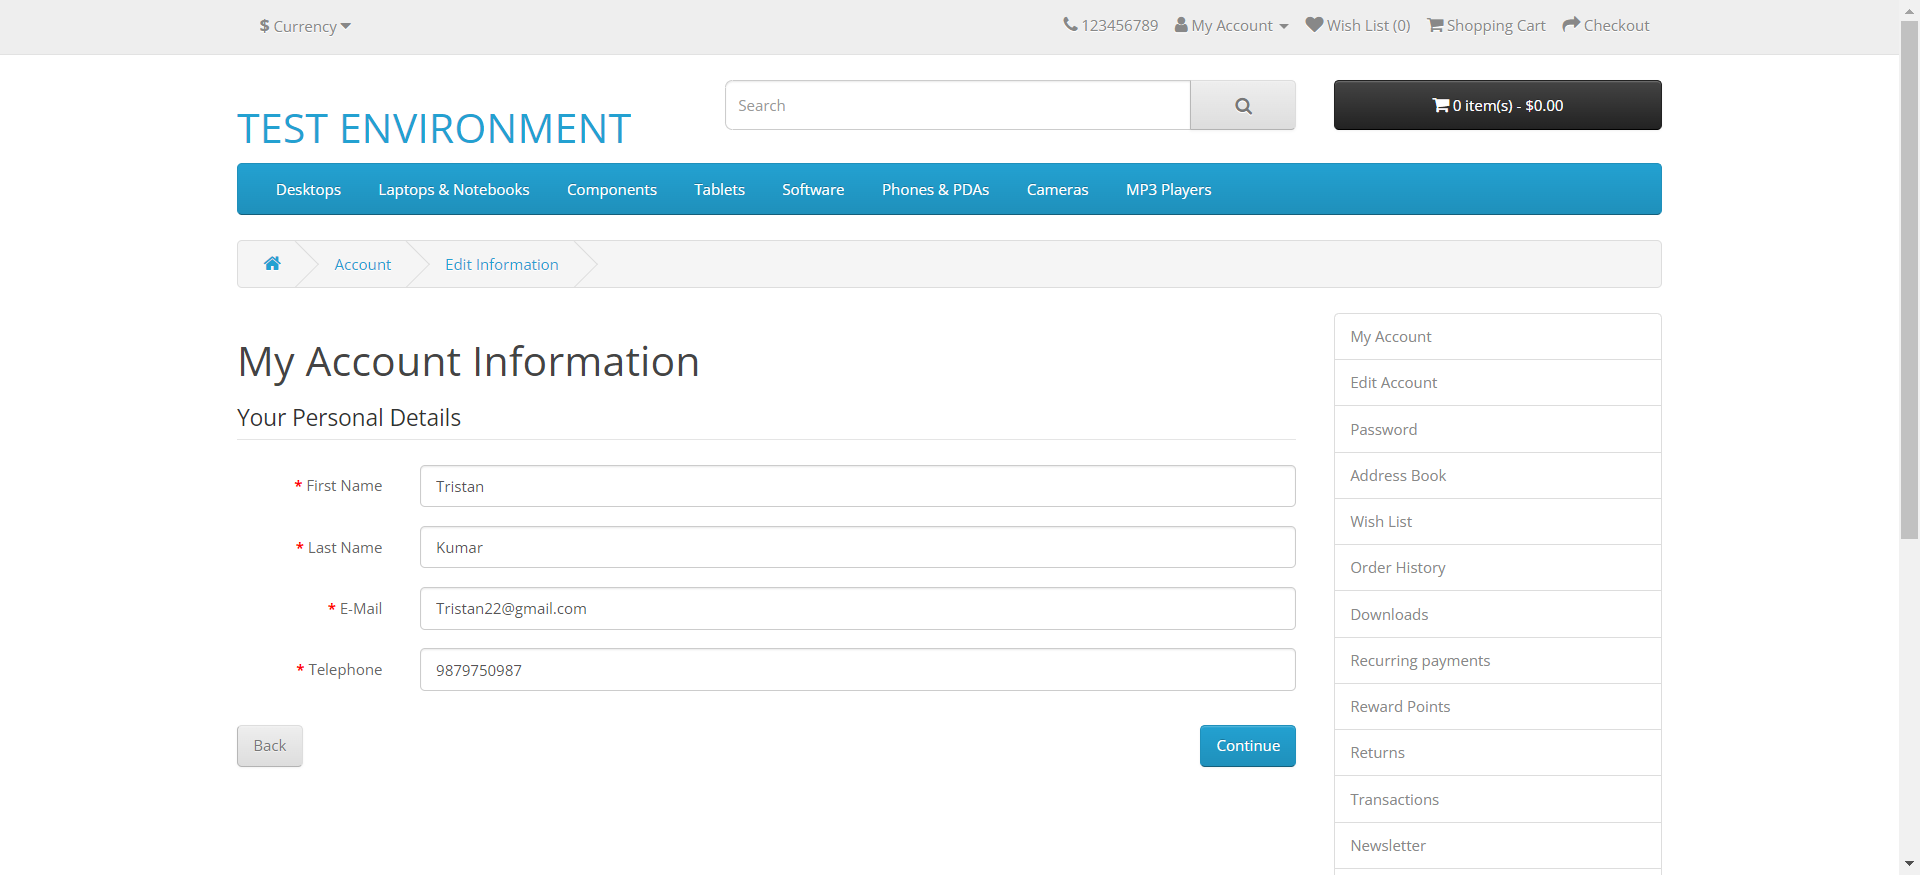 $ Currency
123456789 My Account Wish List (0) Shopping Cart Checkout
TEST ENVIRONMENT
Search
0 item(s) - $0.00
Desktops Laptops & Notebooks Components Tablets Software Phones & PDAs Cameras MP3 Players
Account Edit Information
My Account Information
Your Personal Details
* First Name Tristan
* Last Name Kumar
* E-Mail Tristan22@gmail.com
* Telephone 9879750987
Back Continue
My Account
Edit Account
Password
Address Book
Wish List
Order History
Downloads
Recurring payments
Reward Points
Returns
Transactions
Newsletter